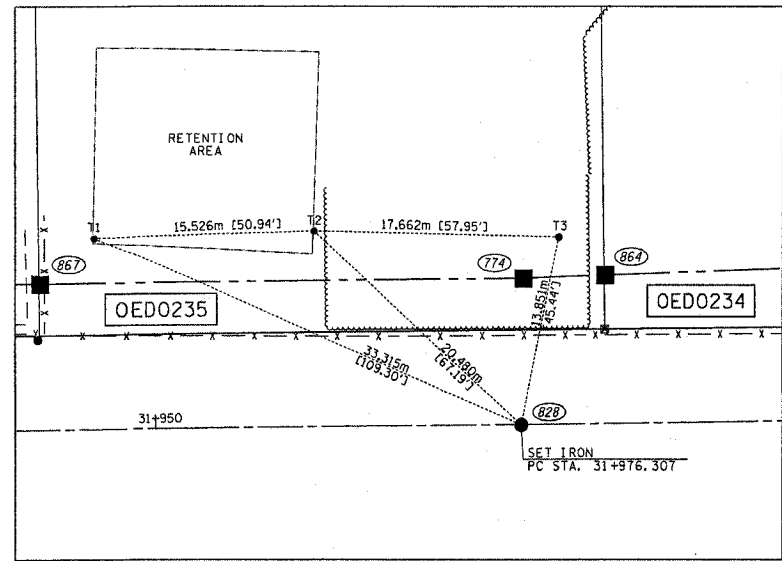 RETENTION
AREA
T1
15.526m [50.94']
T2
17.662m [57.95']
T3
867
774
864
OED0235
OED0234
13.851m
[45.44']
33.315m
[109.30']
20.480m
[67.19']
31+950
828
SET IRON
PC STA. 31+976.307